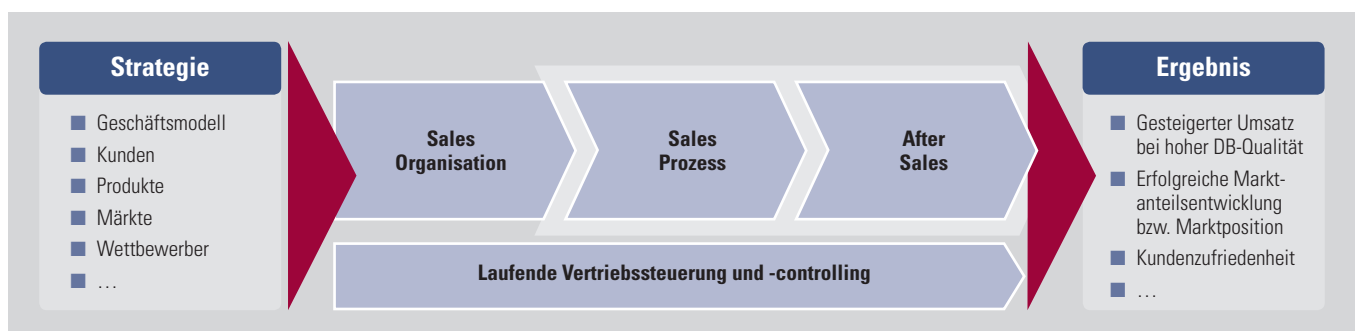 Strategie
Geschäftsmodell
Kunden
Produkte
Märkte
Wettbewerber
…
Sales
Organisation
Sales
Prozess
After
Sales
Laufende Vertriebssteuerung und -controlling
Ergebnis
Gesteigerter Umsatz
bei hoher DB-Qualität
Erfolgreiche Markt-
anteilsentwicklung
bzw. Marktposition
Kundenzufriedenheit
…